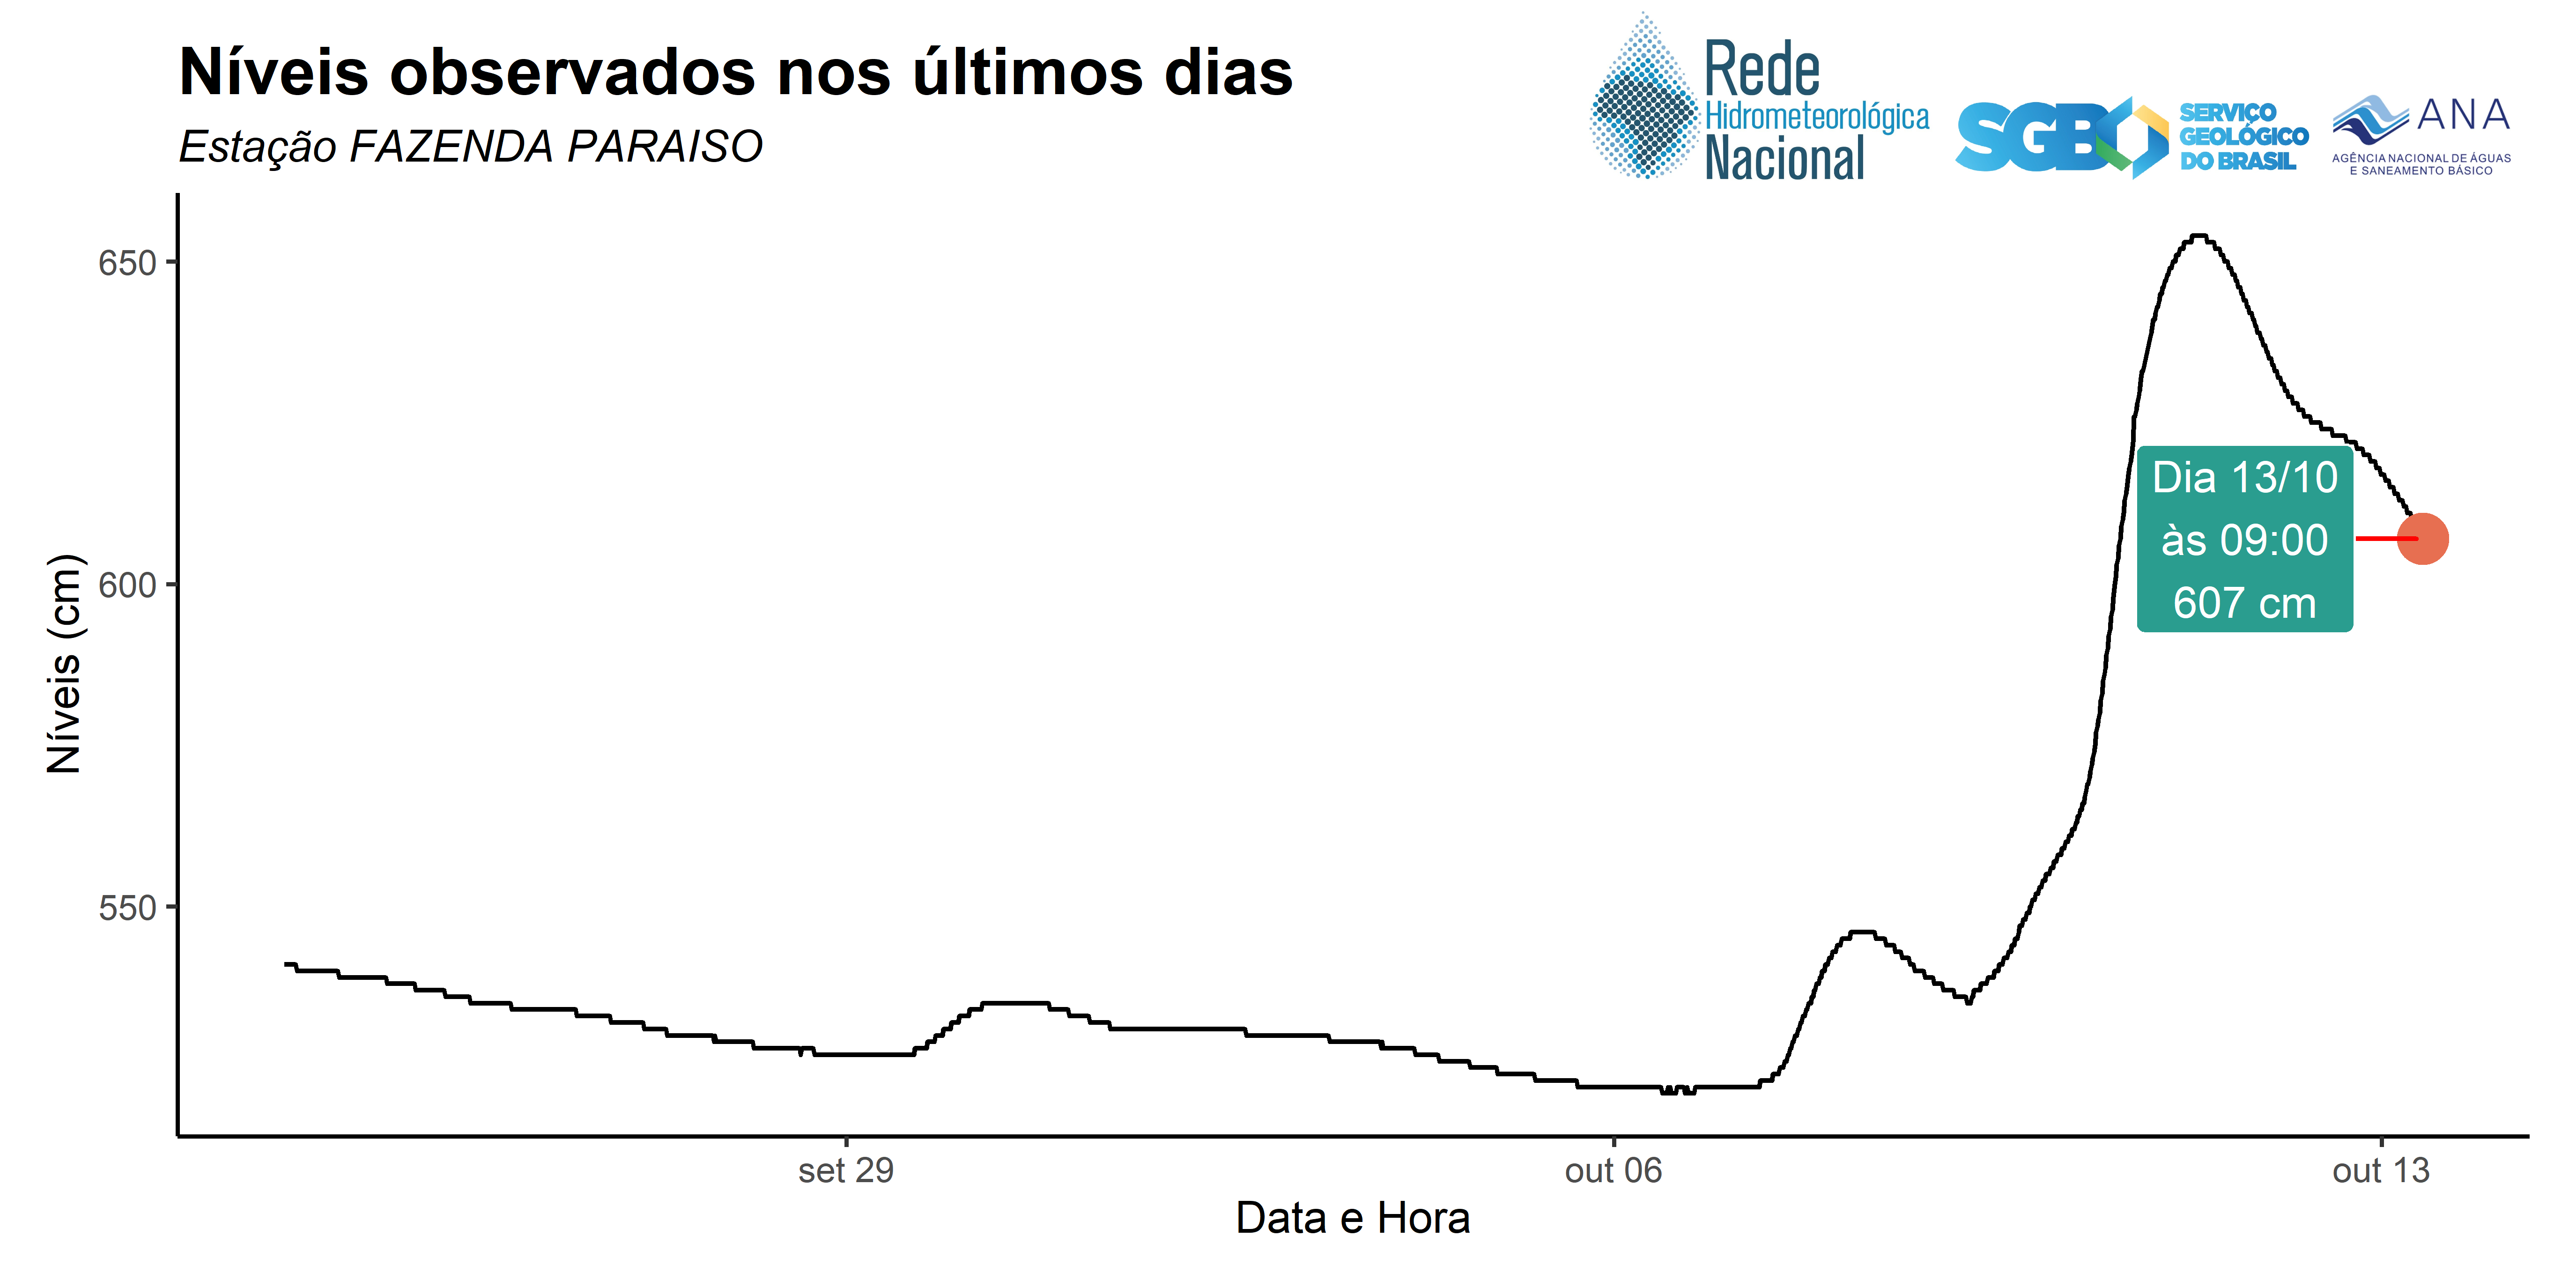 Níveis observados nos últimos dias
Estação FAZENDA PARAISO
Rede
Hidrometeorológica
Nacional
SGB
SERVIÇO
GEOLÓGICO
DO BRASIL
ANA
AGÊNCIA NACIONAL DE ÁGUAS
E SANEAMENTO BÁSICO
Níveis (cm)
650
600
550
Dia 13/10
às 09:00
607 cm
set 29
out 06
out 13
Data e Hora